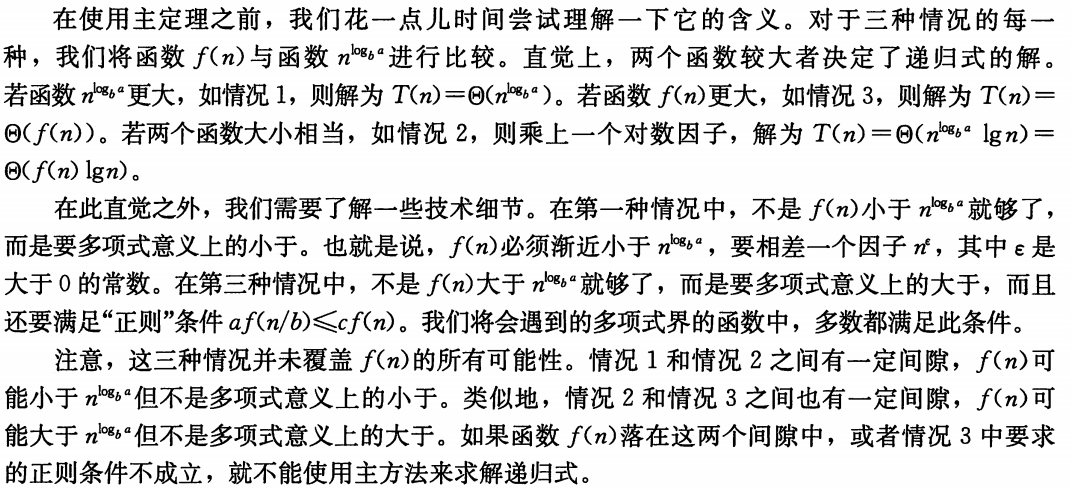 在使用主定理之前，我们花一点儿时间尝试理解一下它的含义。对于三种情况的每一
种，我们将函数 f(n)与函数 n^{log_b a}进行比较。直觉上，两个函数较大者决定了递归式的解。
若函数 n^{log_b a}更大，如情况 1，则解为 T(n)=Θ(n^{log_b a})。若函数 f(n)更大，如情况 3，则解为 T(n)=
Θ(f(n))。若两个函数大小相当，如情况 2，则乘上一个对数因子，解为 T(n)=Θ(n^{log_b a} lgn)=
Θ(f(n) lgn)。
在此直觉之外，我们需要了解一些技术细节。在第一种情况中，不是 f(n)小于 n^{log_b a}就够了，
而是要多项式意义上的小于。也就是说，f(n)必须渐近小于 n^{log_b a}，要相差一个因子 n^ε，其中 ε 是
大于 0 的常数。在第三种情况中，不是 f(n)大于 n^{log_b a}就够了，而是要多项式意义上的大于，而且
还要满足“正则”条件 af(n/b)≤cf(n)。我们将会遇到的多项式界的函数中，多数都满足此条件。
注意，这三种情况并未覆盖 f(n)的所有可能性。情况 1 和情况 2 之间有一定间隙，f(n)可
能小于 n^{log_b a}但不是多项式意义上的小于。类似地，情况 2 和情况 3 之间也有一定间隙，f(n)可
能大于 n^{log_b a}但不是多项式意义上的大于。如果函数 f(n)落在这两个间隙中，或者情况 3 中要求
的正则条件不成立，就不能使用主方法来求解递归式。